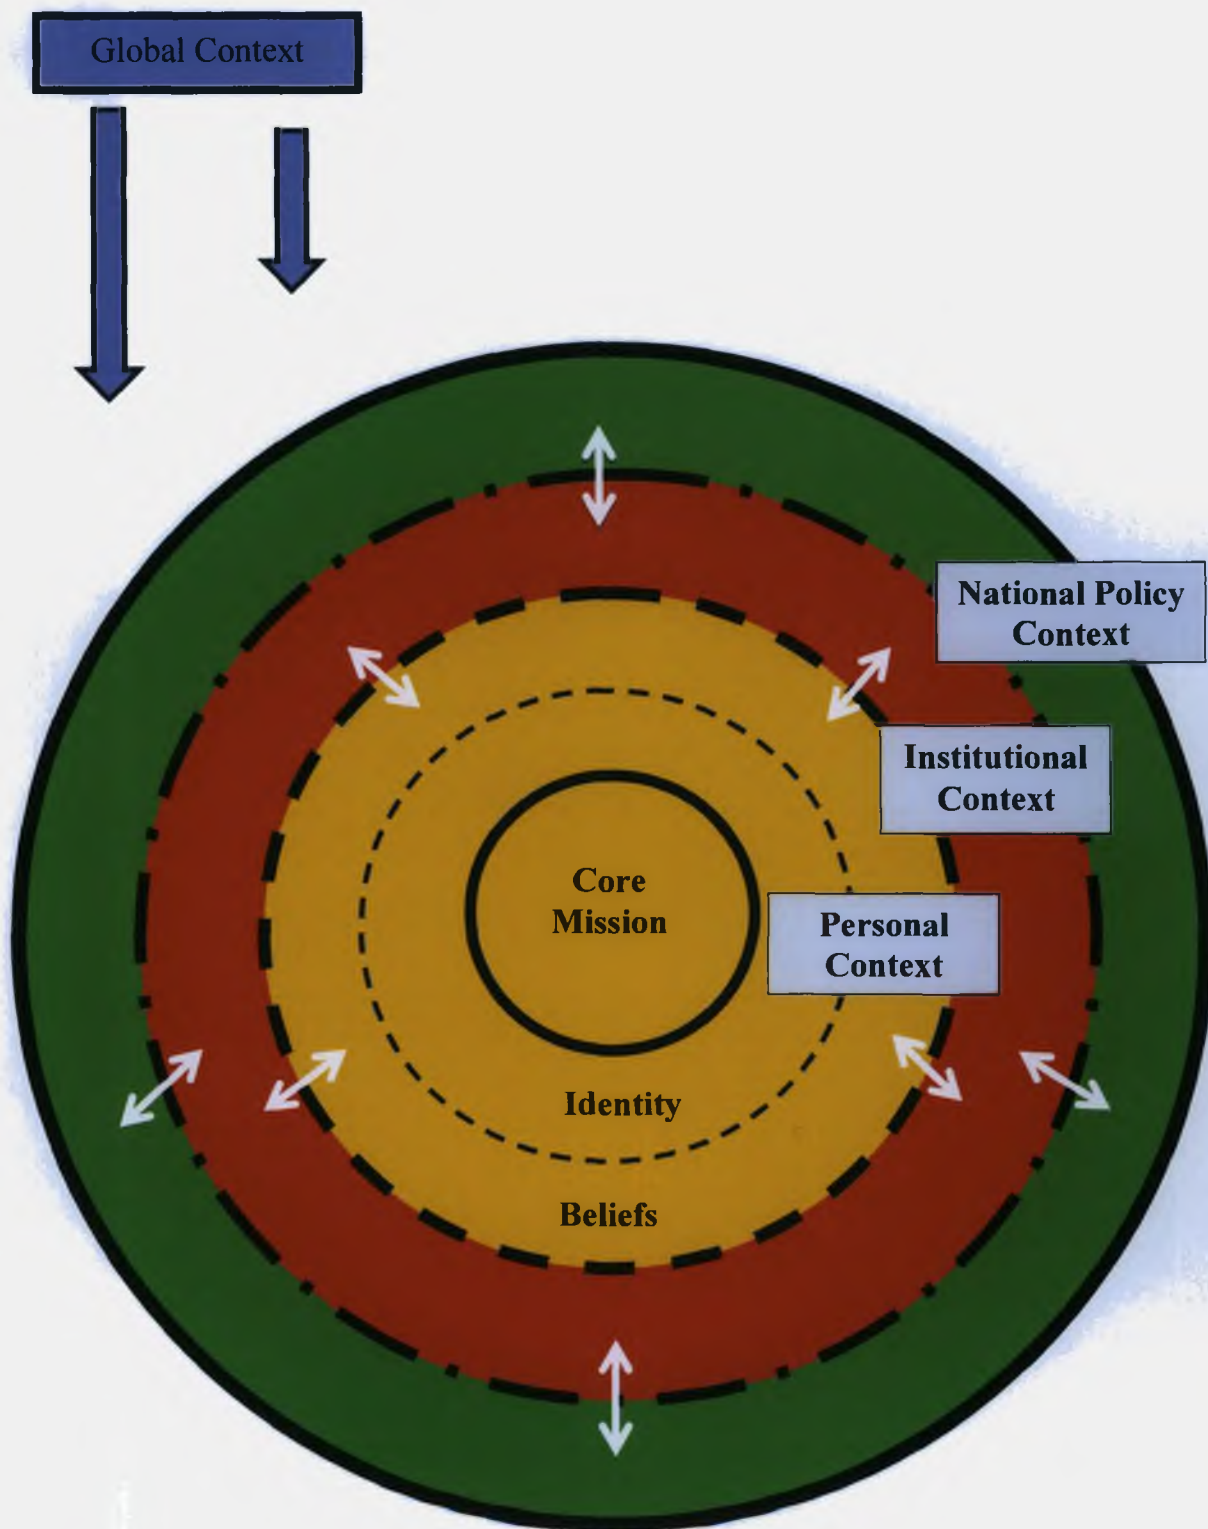 Global Context
National Policy
Context
Institutional
Context
Core
Mission
Personal
Context
Identity
Beliefs